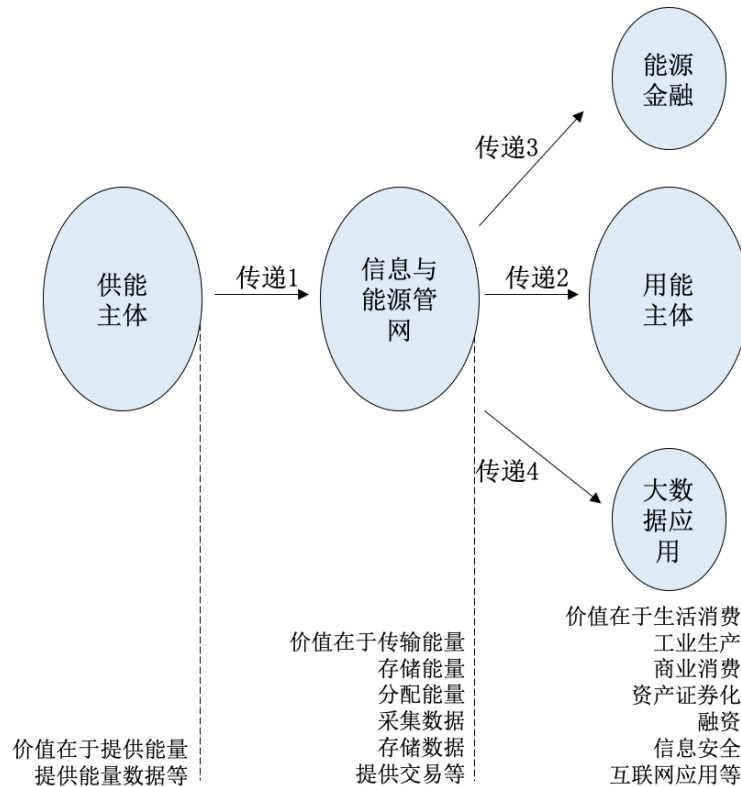 能源
金融
传递3
供能
主体
传递1
信息与
能源管
网
传递2
用能
主体
传递4
大数
据应
用
价值在于提供能量
提供能量数据等
价值在于传输能量
存储能量
分配能量
采集数据
存储数据
提供交易等
价值在于生活消费
工业生产
商业消费
资产证券化
融资
信息安全
互联网应用等